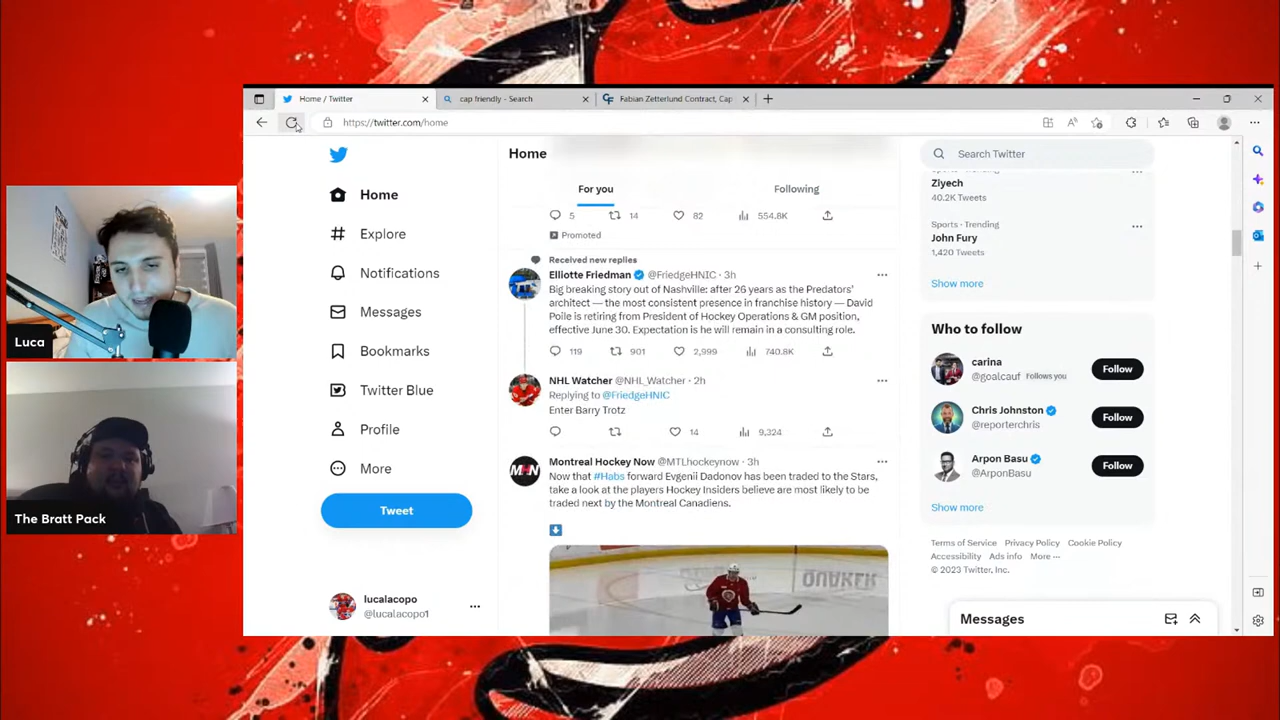 Home / Twitter
cap friendly - Search
Fabian Zetterlund Contract, Cap
https://twitter.com/home
Home
Explore
Notifications
Messages
Bookmarks
Twitter Blue
Profile
More
Tweet
lucalacopo
@lucalacopo1
Home
For you
Following
5
14
82
554.8K
Promoted
Received new replies
Elliotte Friedman @FriedgeHNIC · 3h
Big breaking story out of Nashville: after 26 years as the Predators'
architect — the most consistent presence in franchise history — David
Poile is retiring from President of Hockey Operations & GM position,
effective June 30. Expectation is he will remain in a consulting role.
119
901
2,999
740.8K
NHL Watcher @NHL_Watcher · 2h
Replying to @FriedgeHNIC
Enter Barry Trotz
14
9,324
MHN
Montreal Hockey Now @MTLhockeynow · 3h
Now that #Habs forward Evgenii Dadonov has been traded to the Stars,
take a look at the players Hockey Insiders believe are most likely to
be traded next by the Montreal Canadiens.
QUAKER
Search Twitter
Sports · Trending
Ziyech
40.2K Tweets
Sports · Trending
John Fury
1,420 Tweets
Show more
Who to follow
carina
@goalcauf Follows you
Follow
Chris Johnston
@reporterchris
Follow
Arpon Basu
@ArponBasu
Follow
Show more
Terms of Service Privacy Policy Cookie Policy
Accessibility Ads info More ···
© 2023 Twitter, Inc.
Messages
Luca
The Bratt Pack